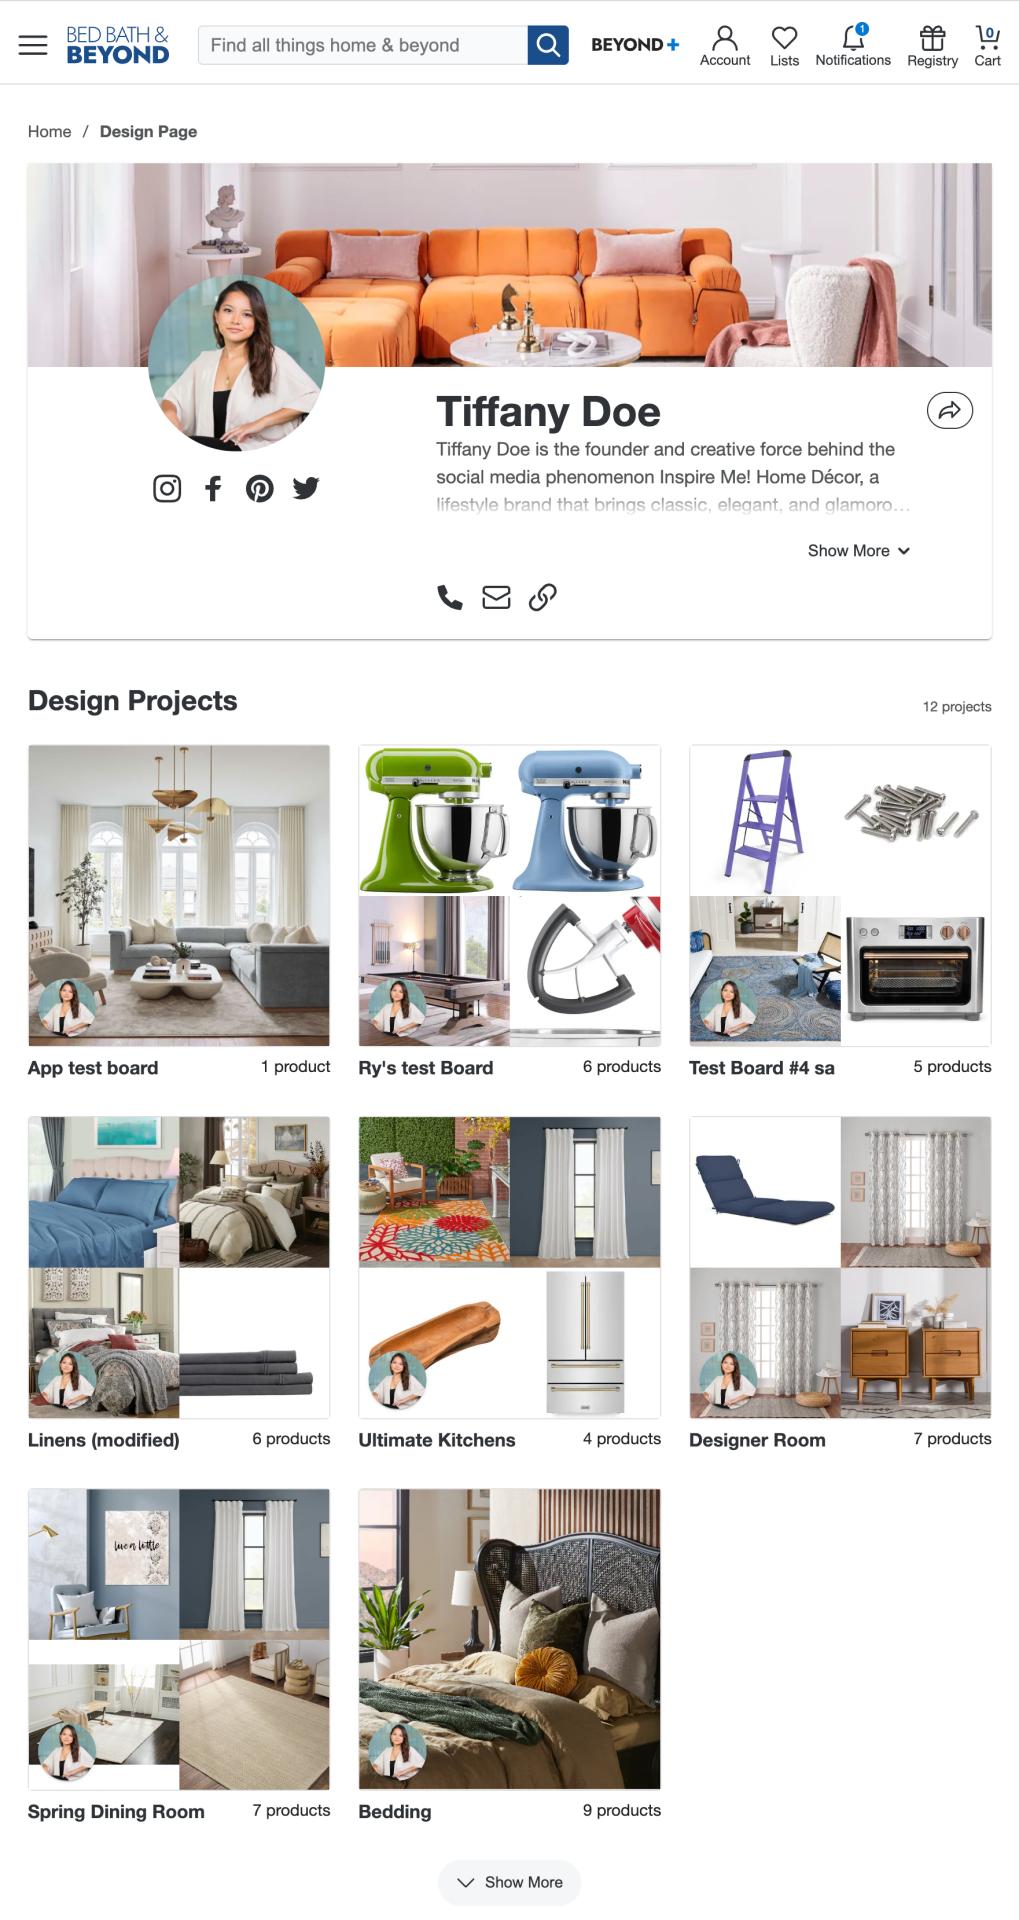 BED BATH &
BEYOND
Find all things home & beyond
BEYOND+
Account
Lists
1
Notifications
Registry
0
Cart
Home / Design Page
Tiffany Doe
Tiffany Doe is the founder and creative force behind the
social media phenomenon Inspire Me! Home Décor, a
lifestyle brand that brings classic, elegant, and glamoro...
Show More
Design Projects
12 projects
App test board 1 product
Ry's test Board 6 products
Test Board #4 sa 5 products
Linens (modified) 6 products
Ultimate Kitchens 4 products
Designer Room 7 products
live a little
Spring Dining Room 7 products
Bedding 9 products
Show More